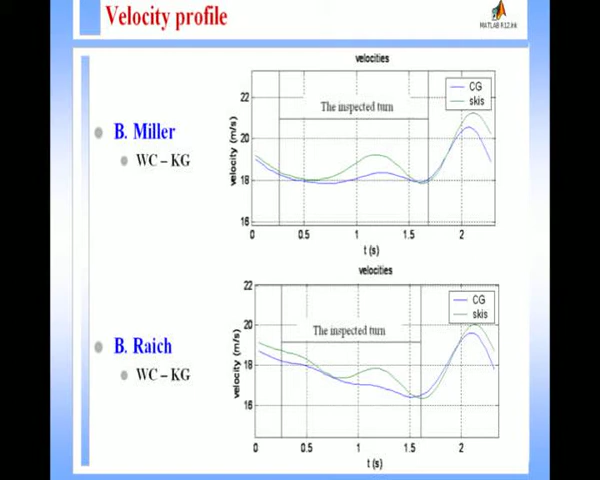 Velocity profile
MATLAB R12.lnk
B. Miller
WC – KG
velocities
CG
skis
The inspected turn
velocity (m/s)
22
20
18
16
0 0.5 1 1.5 2
t (s)
B. Raich
WC – KG
velocities
CG
skis
The inspected turn
velocity (m/s)
22
20
18
16
0 0.5 1 1.5 2
t (s)